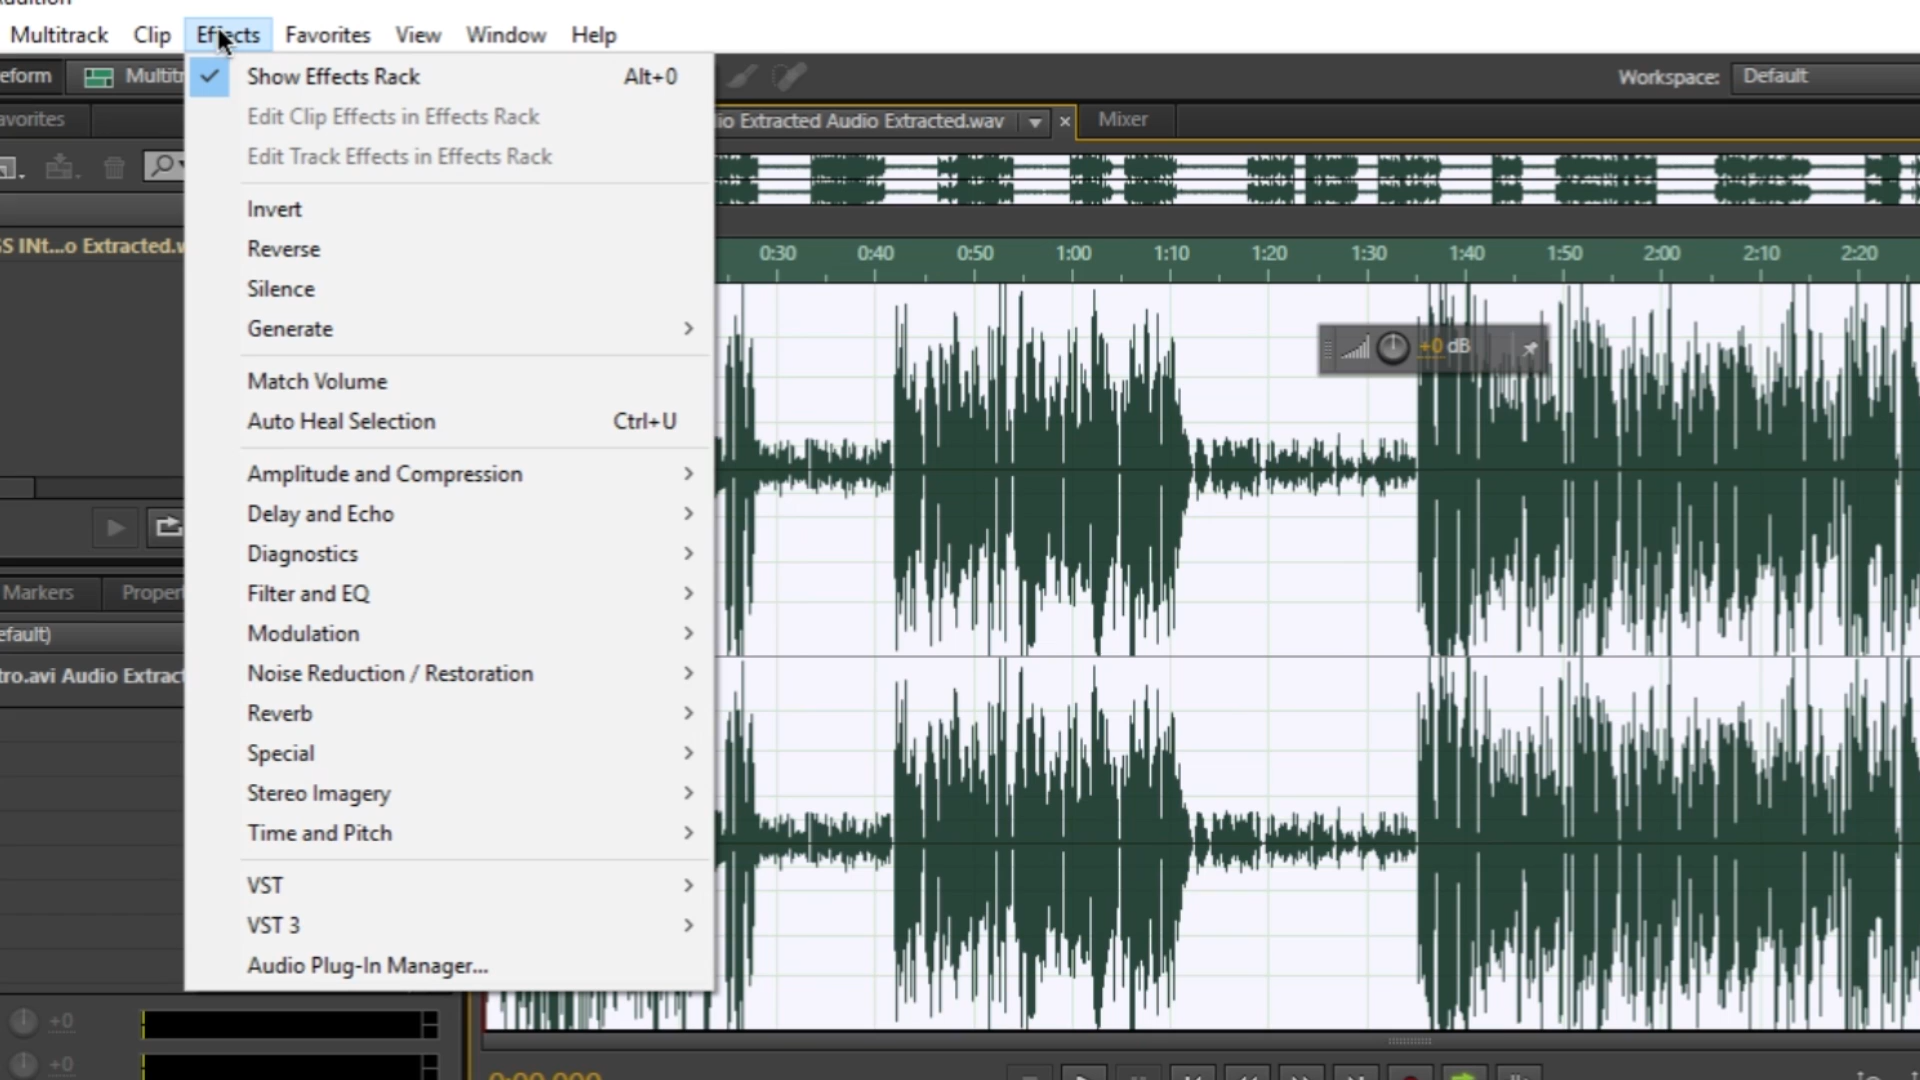 Multitrack Clip Effects Favorites View Window Help
eform Multitr Workspace: Default
Show Effects Rack Alt+0
Edit Clip Effects in Effects Rack
Edit Track Effects in Effects Rack
Invert
Reverse
Silence
Generate
Match Volume
Auto Heal Selection Ctrl+U
Amplitude and Compression
Delay and Echo
Diagnostics
Filter and EQ
Modulation
Noise Reduction / Restoration
Reverb
Special
Stereo Imagery
Time and Pitch
VST
VST 3
Audio Plug-In Manager...
avorites
io Extracted Audio Extracted.wav × Mixer
S INt...o Extracted.w
0:30 0:40 0:50 1:00 1:10 1:20 1:30 1:40 1:50 2:00 2:10 2:20
+0 dB
Markers Propert
efault)
tro.avi Audio Extract
+0
+0
0:00.000